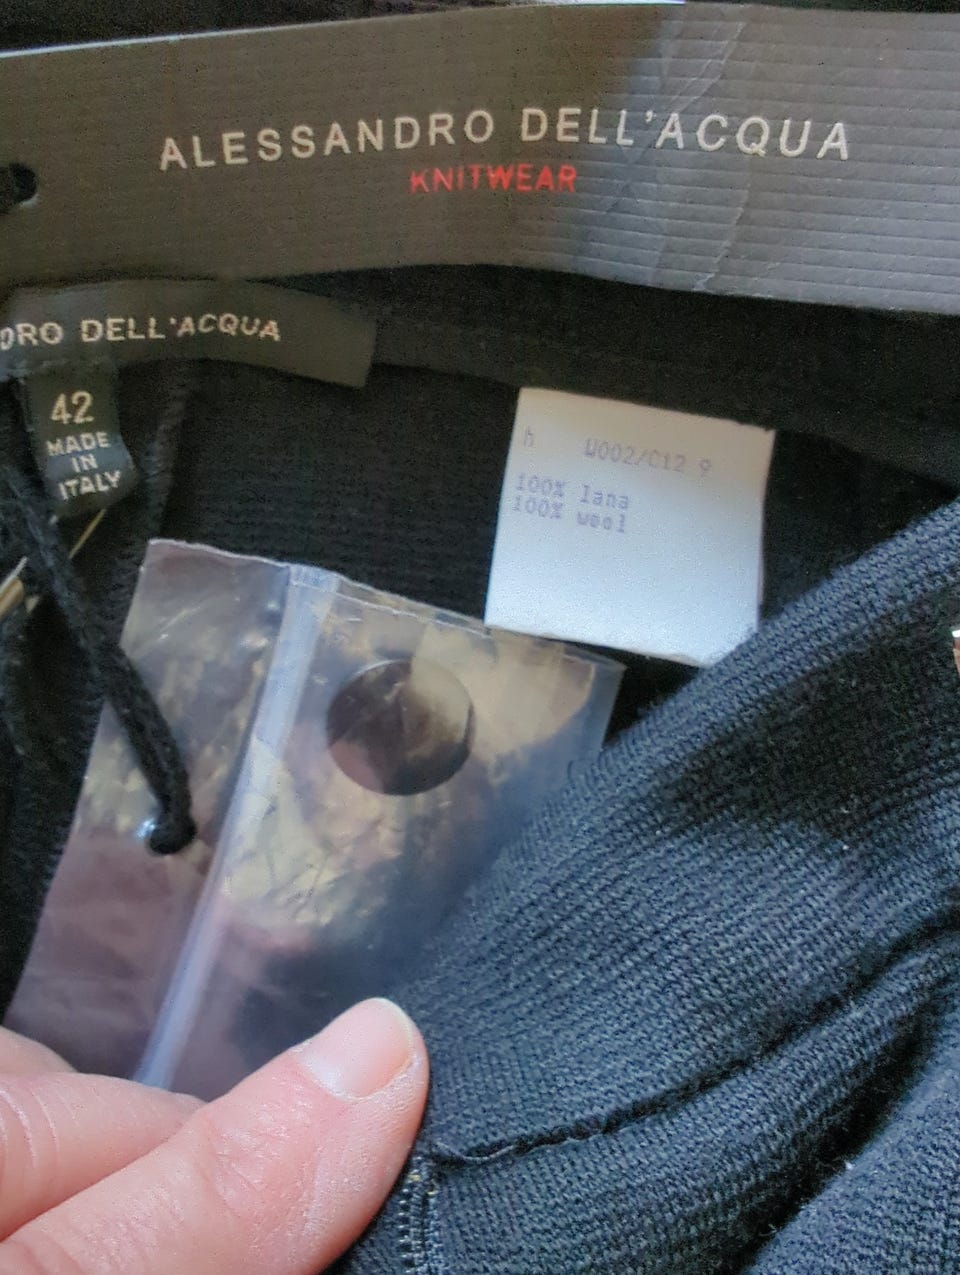 ALESSANDRO DELL'ACQUA
KNITWEAR
DRO DELL'ACQUA
42
MADE
IN
ITALY
h W002/C12 9
100% lana
100% wool